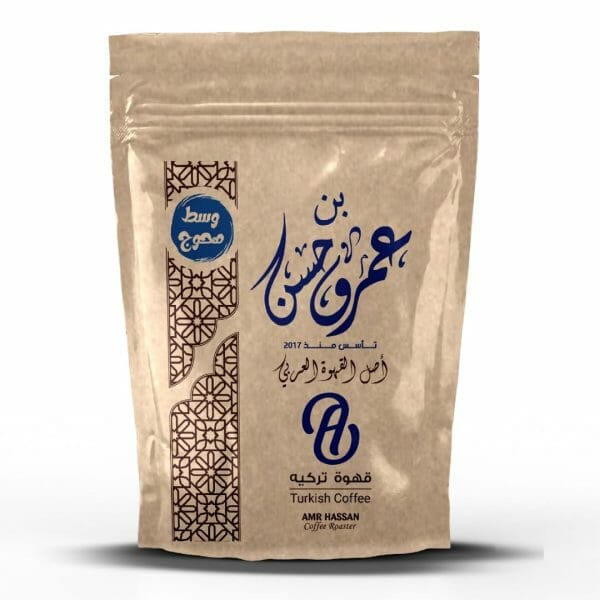 وسط
محوج
بن
عمرو حسن
تأسس منذ 2017
أصل القهوة العربي
قهوة تركيه
Turkish Coffee
AMR HASSAN
Coffee Roaster